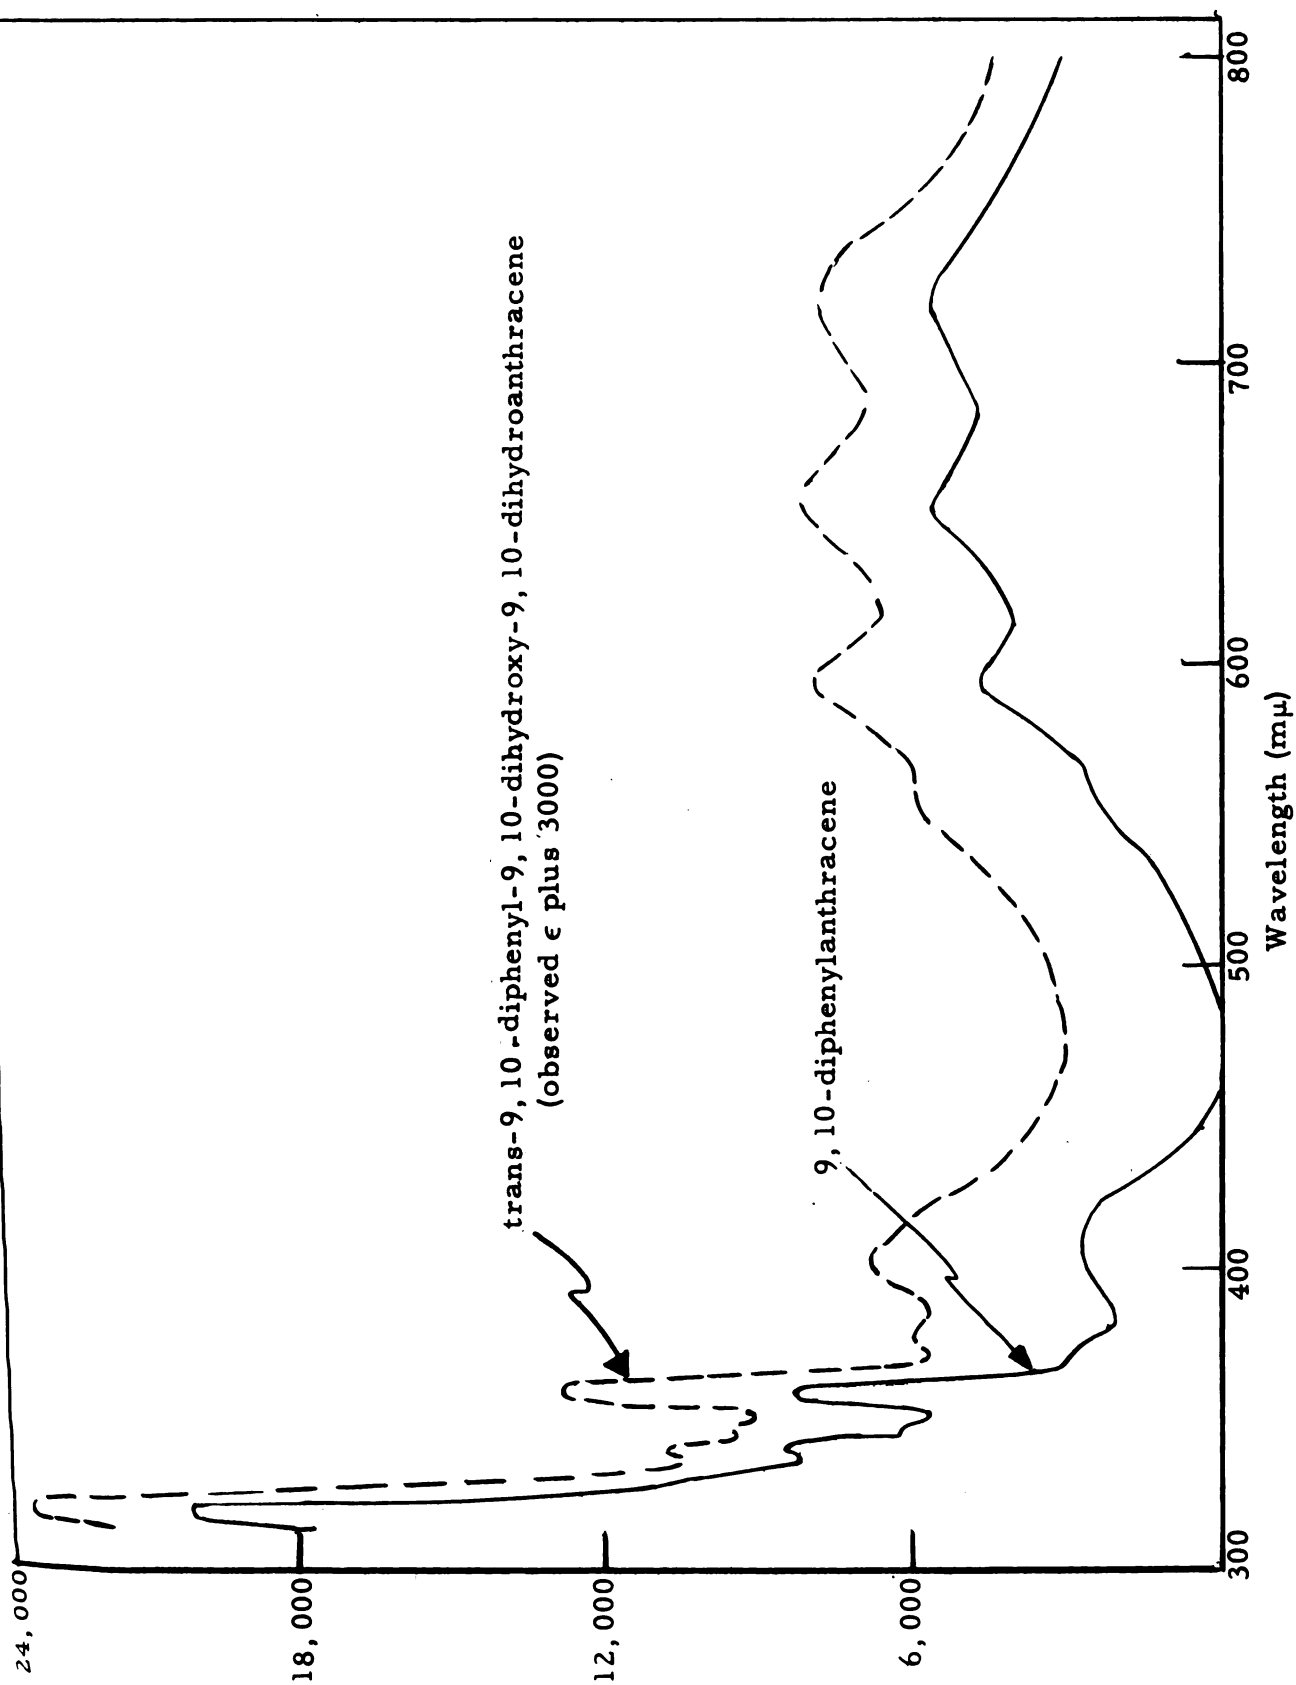 24,000
18,000
12,000
6,000
trans-9,10-diphenyl-9,10-dihydroxy-9,10-dihydroanthracene
(observed ε plus 3000)
9,10-diphenylanthracene
300
400
500
600
700
800
Wavelength (mμ)